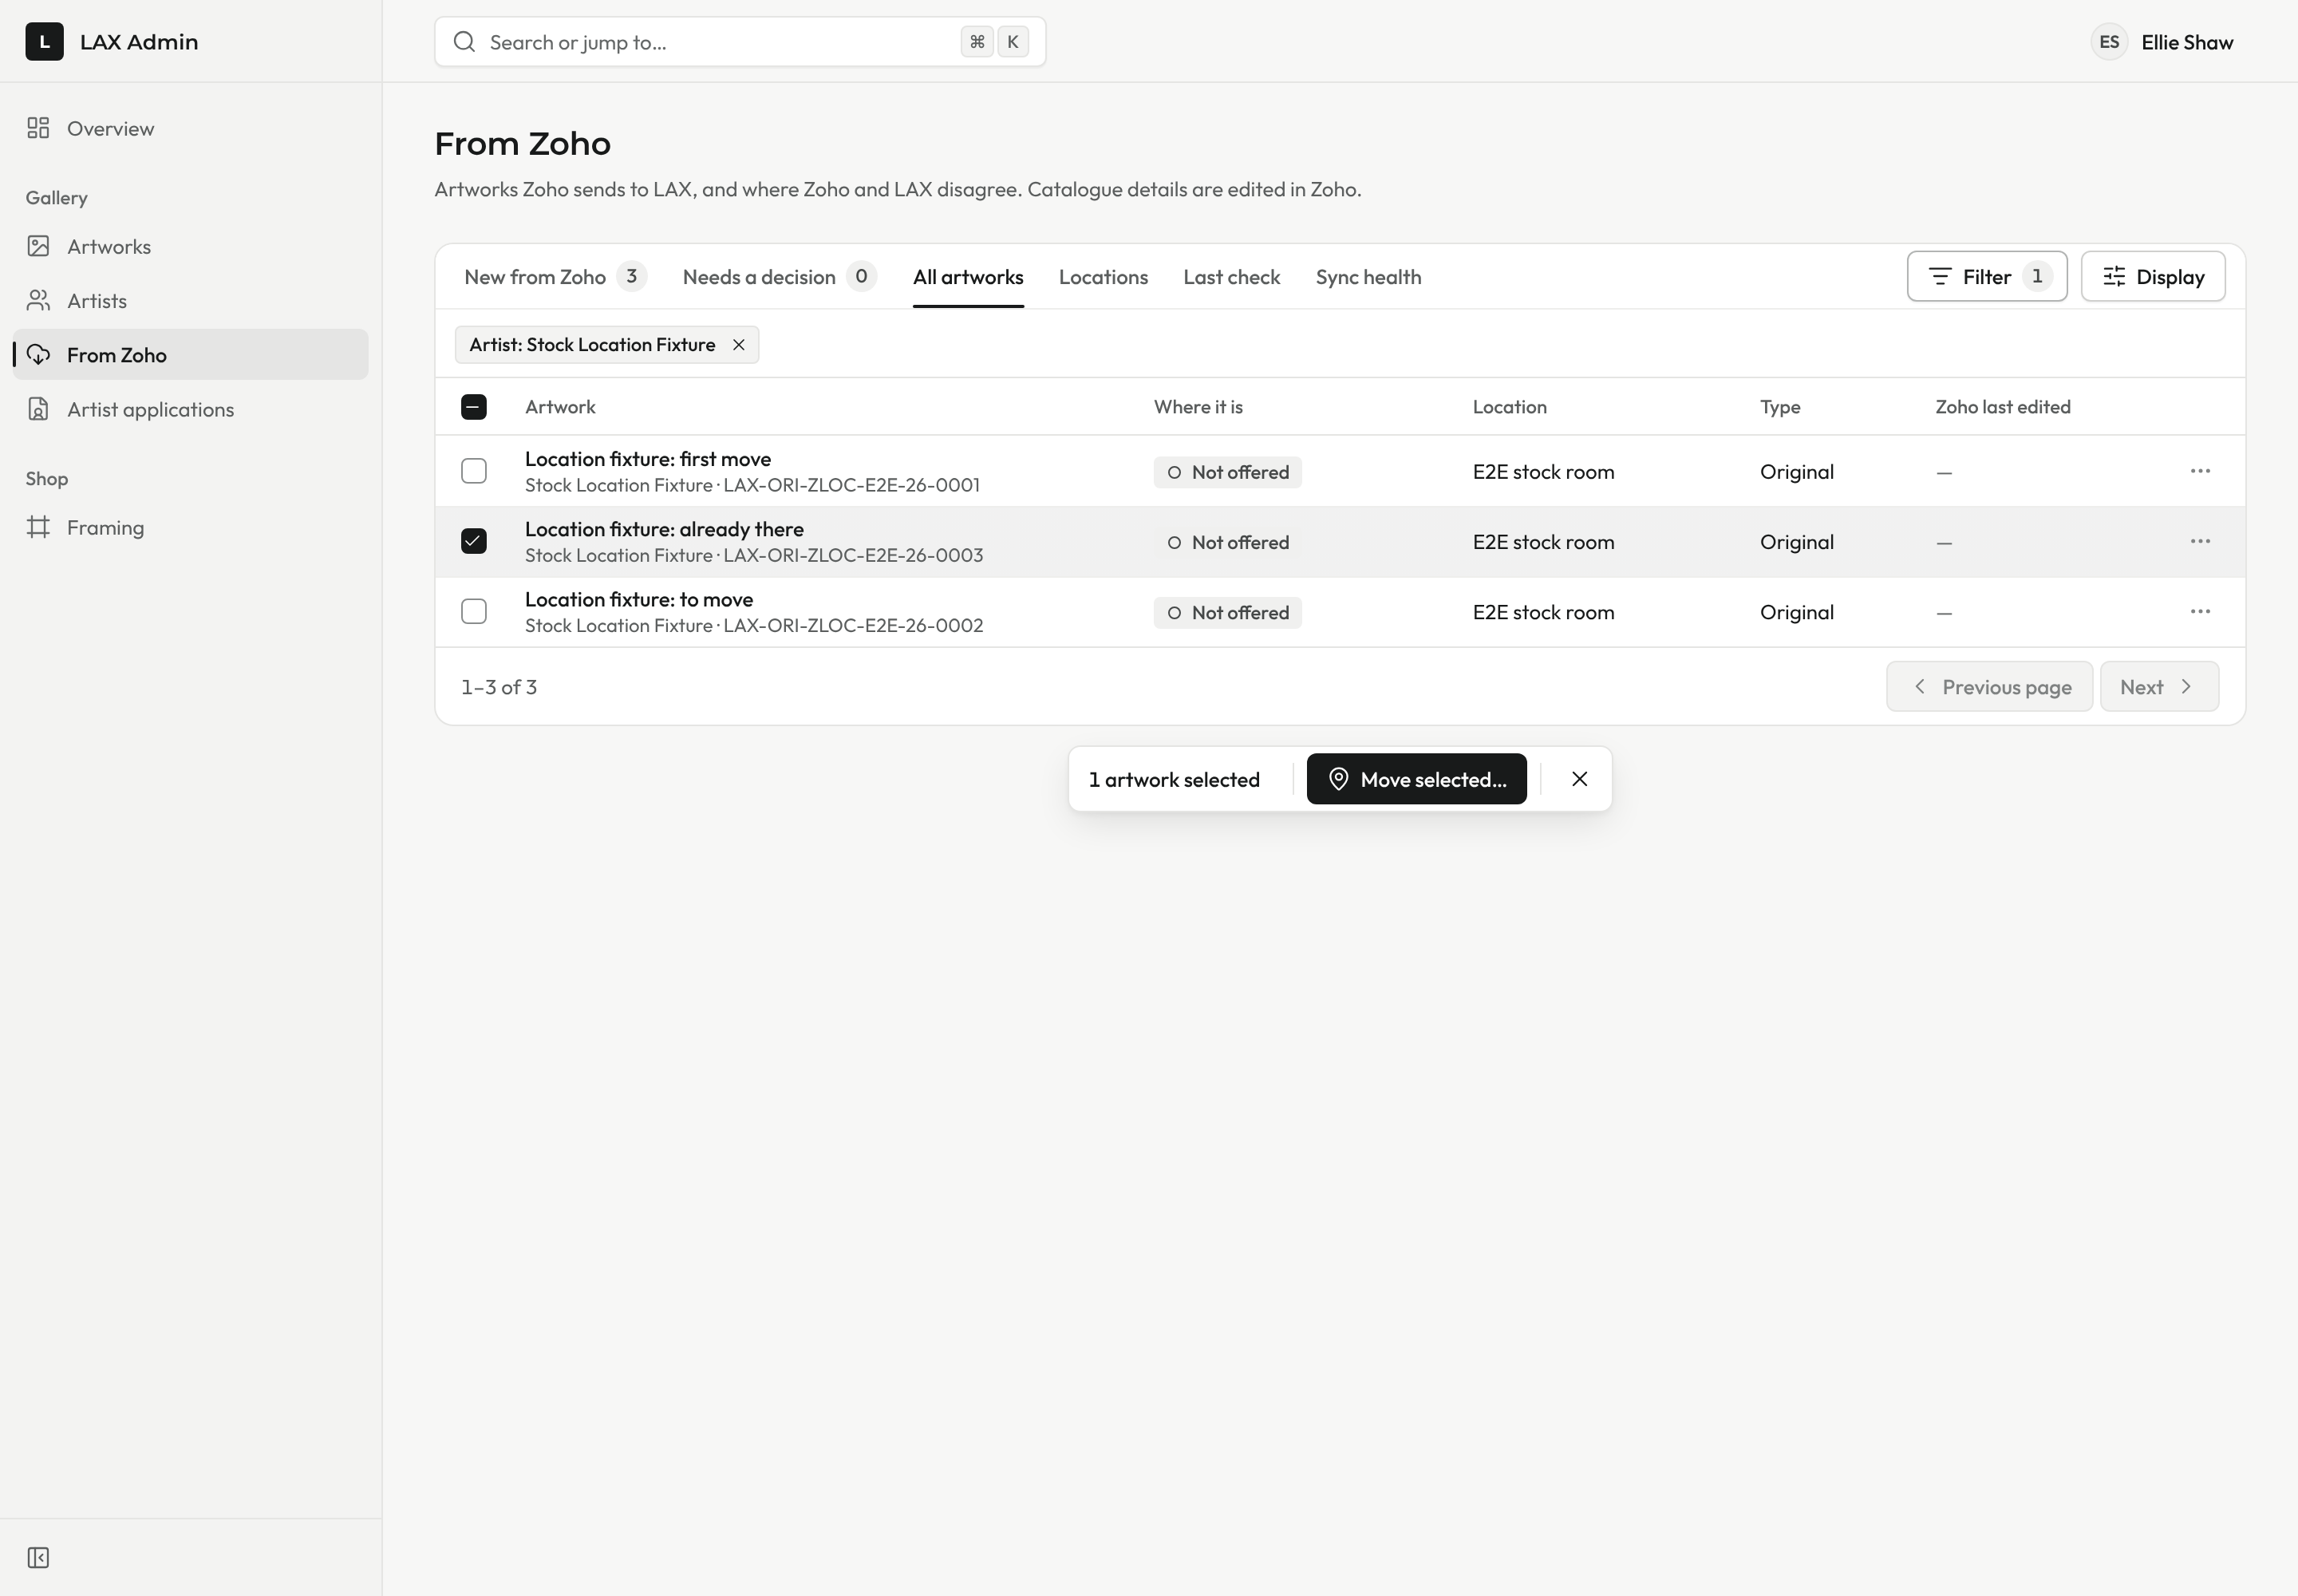 L LAX Admin
Search or jump to... ⌘ K
ES Ellie Shaw
Overview
Gallery
Artworks
Artists
From Zoho
Artist applications
Shop
Framing
From Zoho
Artworks Zoho sends to LAX, and where Zoho and LAX disagree. Catalogue details are edited in Zoho.
New from Zoho 3 Needs a decision 0 All artworks Locations Last check Sync health Filter 1 Display
Artist: Stock Location Fixture
Artwork Where it is Location Type Zoho last edited
Location fixture: first move
Stock Location Fixture · LAX-ORI-ZLOC-E2E-26-0001
Not offered E2E stock room Original —
Location fixture: already there
Stock Location Fixture · LAX-ORI-ZLOC-E2E-26-0003
Not offered E2E stock room Original —
Location fixture: to move
Stock Location Fixture · LAX-ORI-ZLOC-E2E-26-0002
Not offered E2E stock room Original —
1–3 of 3 Previous page Next
1 artwork selected Move selected...